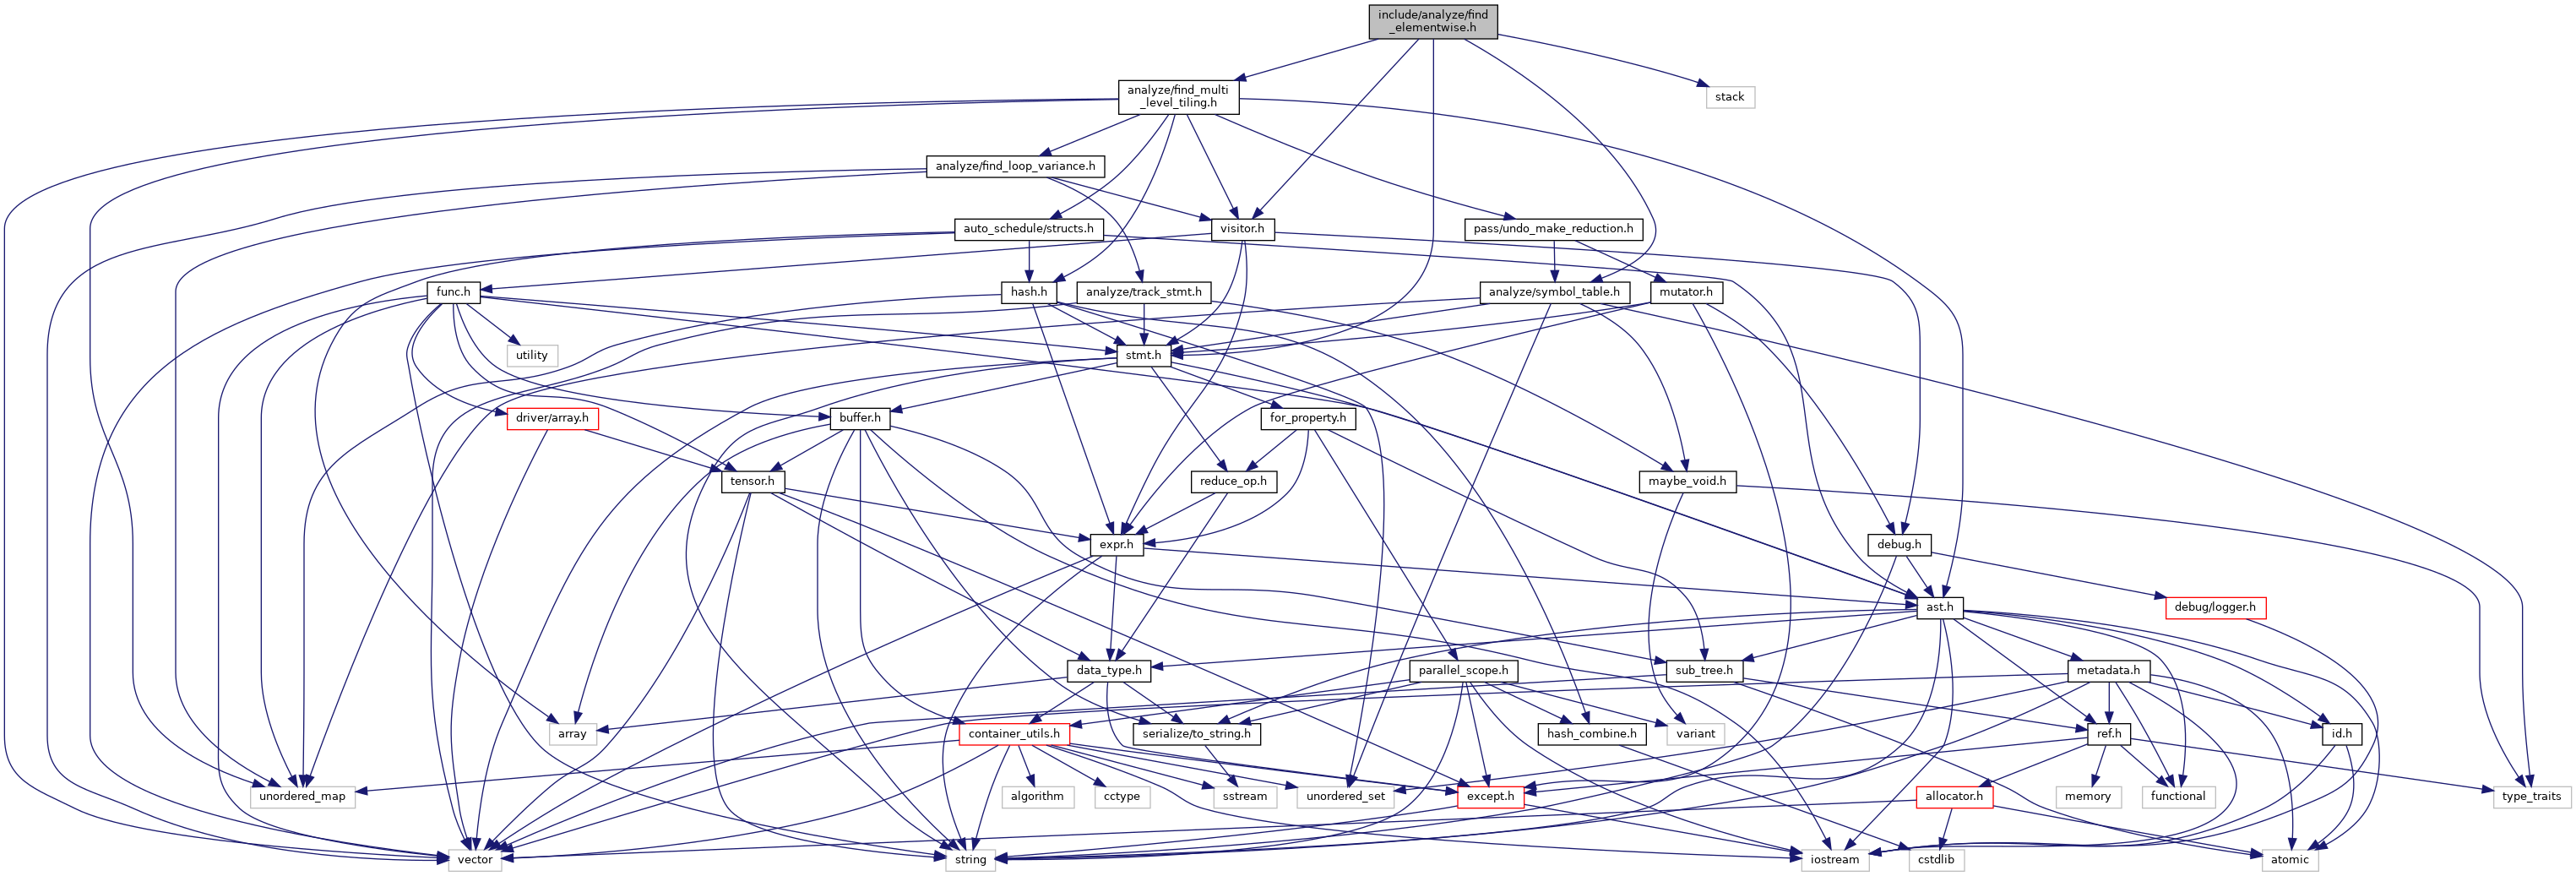 include/analyze/find
_elementwise.h
analyze/find_multi
_level_tiling.h
stack
analyze/find_loop_variance.h
auto_schedule/structs.h
visitor.h
pass/undo_make_reduction.h
func.h
hash.h
analyze/track_stmt.h
analyze/symbol_table.h
mutator.h
utility
stmt.h
driver/array.h
buffer.h
for_property.h
tensor.h
reduce_op.h
maybe_void.h
expr.h
debug.h
ast.h
debug/logger.h
data_type.h
parallel_scope.h
sub_tree.h
metadata.h
array
container_utils.h
serialize/to_string.h
hash_combine.h
variant
ref.h
id.h
unordered_map
algorithm
cctype
sstream
unordered_set
except.h
allocator.h
memory
functional
type_traits
vector
string
iostream
cstdlib
atomic